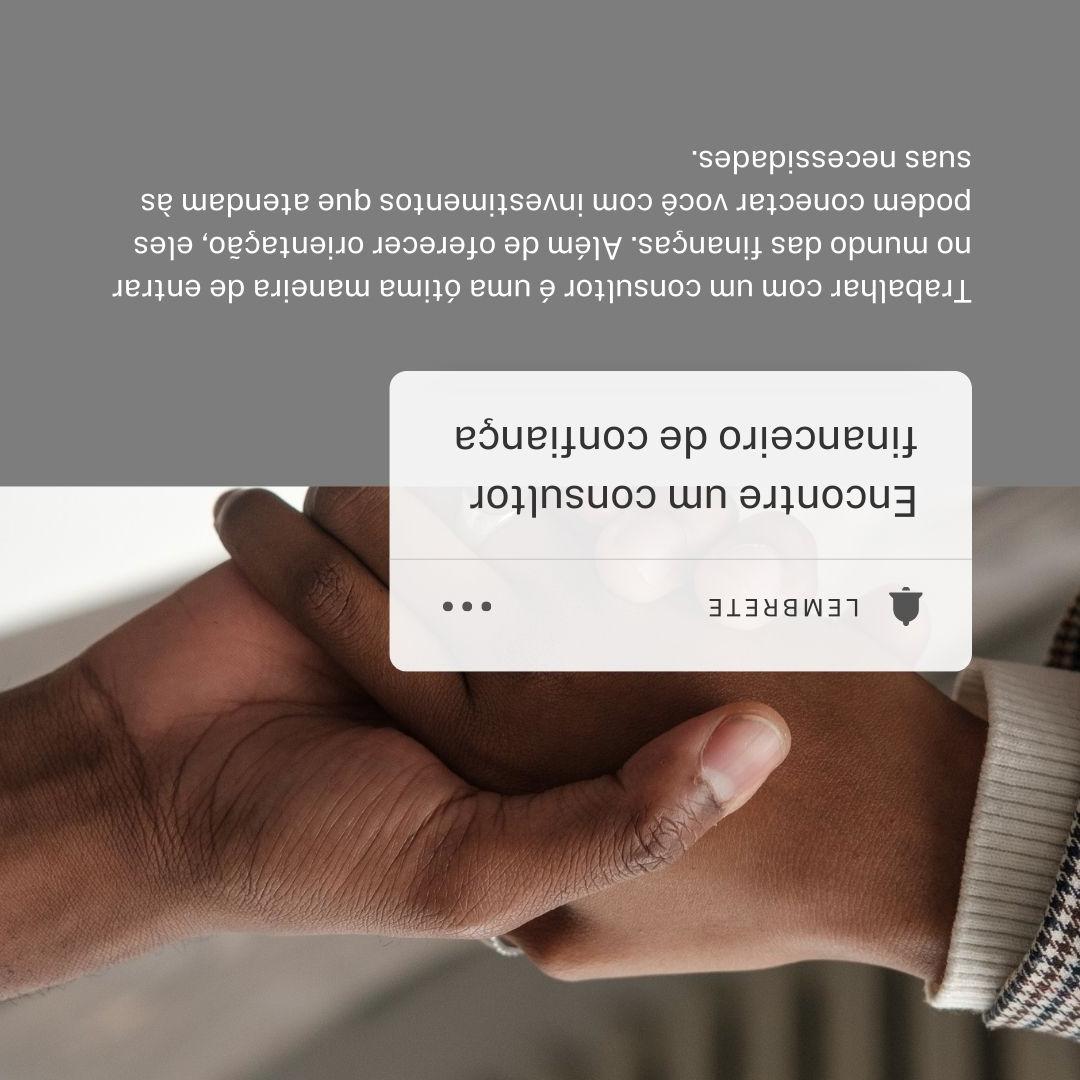 LEMBRETE
Encontre um consultor
financeiro de confiança
Trabalhar com um consultor é uma ótima maneira de entrar
no mundo das finanças. Além de oferecer orientação, eles
podem conectar você com investimentos que atendam às
suas necessidades.